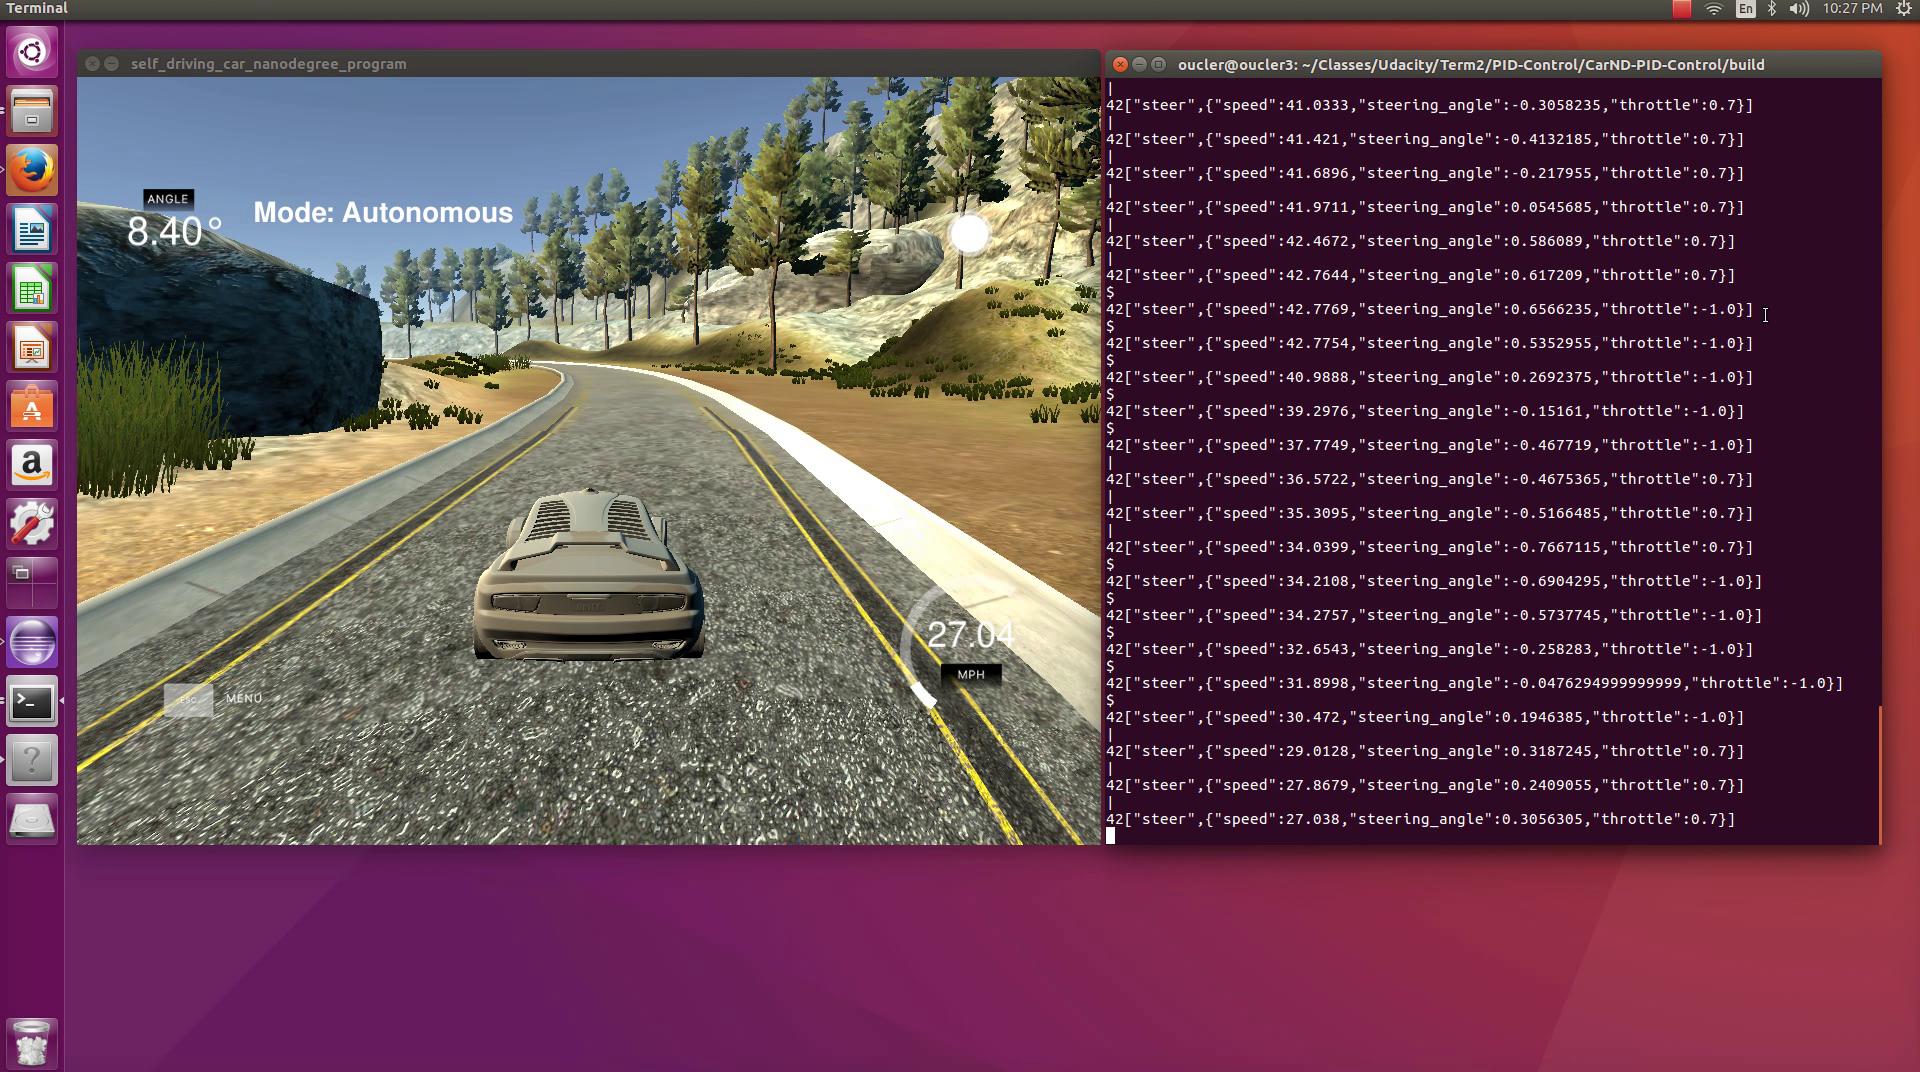 Terminal
En
10:27 PM
self_driving_car_nanodegree_program
ANGLE
8.40°
Mode: Autonomous
27.04
MPH
ESC
MENU
oucler@oucler3: ~/Classes/Udacity/Term2/PID-Control/CarND-PID-Control/build
|
42["steer",{"speed":41.0333,"steering_angle":-0.3058235,"throttle":0.7}]
|
42["steer",{"speed":41.421,"steering_angle":-0.4132185,"throttle":0.7}]
|
42["steer",{"speed":41.6896,"steering_angle":-0.217955,"throttle":0.7}]
|
42["steer",{"speed":41.9711,"steering_angle":0.0545685,"throttle":0.7}]
|
42["steer",{"speed":42.4672,"steering_angle":0.586089,"throttle":0.7}]
|
42["steer",{"speed":42.7644,"steering_angle":0.617209,"throttle":0.7}]
$
42["steer",{"speed":42.7769,"steering_angle":0.6566235,"throttle":-1.0}]
$
42["steer",{"speed":42.7754,"steering_angle":0.5352955,"throttle":-1.0}]
$
42["steer",{"speed":40.9888,"steering_angle":0.2692375,"throttle":-1.0}]
$
42["steer",{"speed":39.2976,"steering_angle":-0.15161,"throttle":-1.0}]
$
42["steer",{"speed":37.7749,"steering_angle":-0.467719,"throttle":-1.0}]
|
42["steer",{"speed":36.5722,"steering_angle":-0.4675365,"throttle":0.7}]
|
42["steer",{"speed":35.3095,"steering_angle":-0.5166485,"throttle":0.7}]
|
42["steer",{"speed":34.0399,"steering_angle":-0.7667115,"throttle":0.7}]
$
42["steer",{"speed":34.2108,"steering_angle":-0.6904295,"throttle":-1.0}]
$
42["steer",{"speed":34.2757,"steering_angle":-0.5737745,"throttle":-1.0}]
$
42["steer",{"speed":32.6543,"steering_angle":-0.258283,"throttle":-1.0}]
$
42["steer",{"speed":31.8998,"steering_angle":-0.0476294999999999,"throttle":-1.0}]
$
42["steer",{"speed":30.472,"steering_angle":0.1946385,"throttle":-1.0}]
|
42["steer",{"speed":29.0128,"steering_angle":0.3187245,"throttle":0.7}]
|
42["steer",{"speed":27.8679,"steering_angle":0.2409055,"throttle":0.7}]
|
42["steer",{"speed":27.038,"steering_angle":0.3056305,"throttle":0.7}]